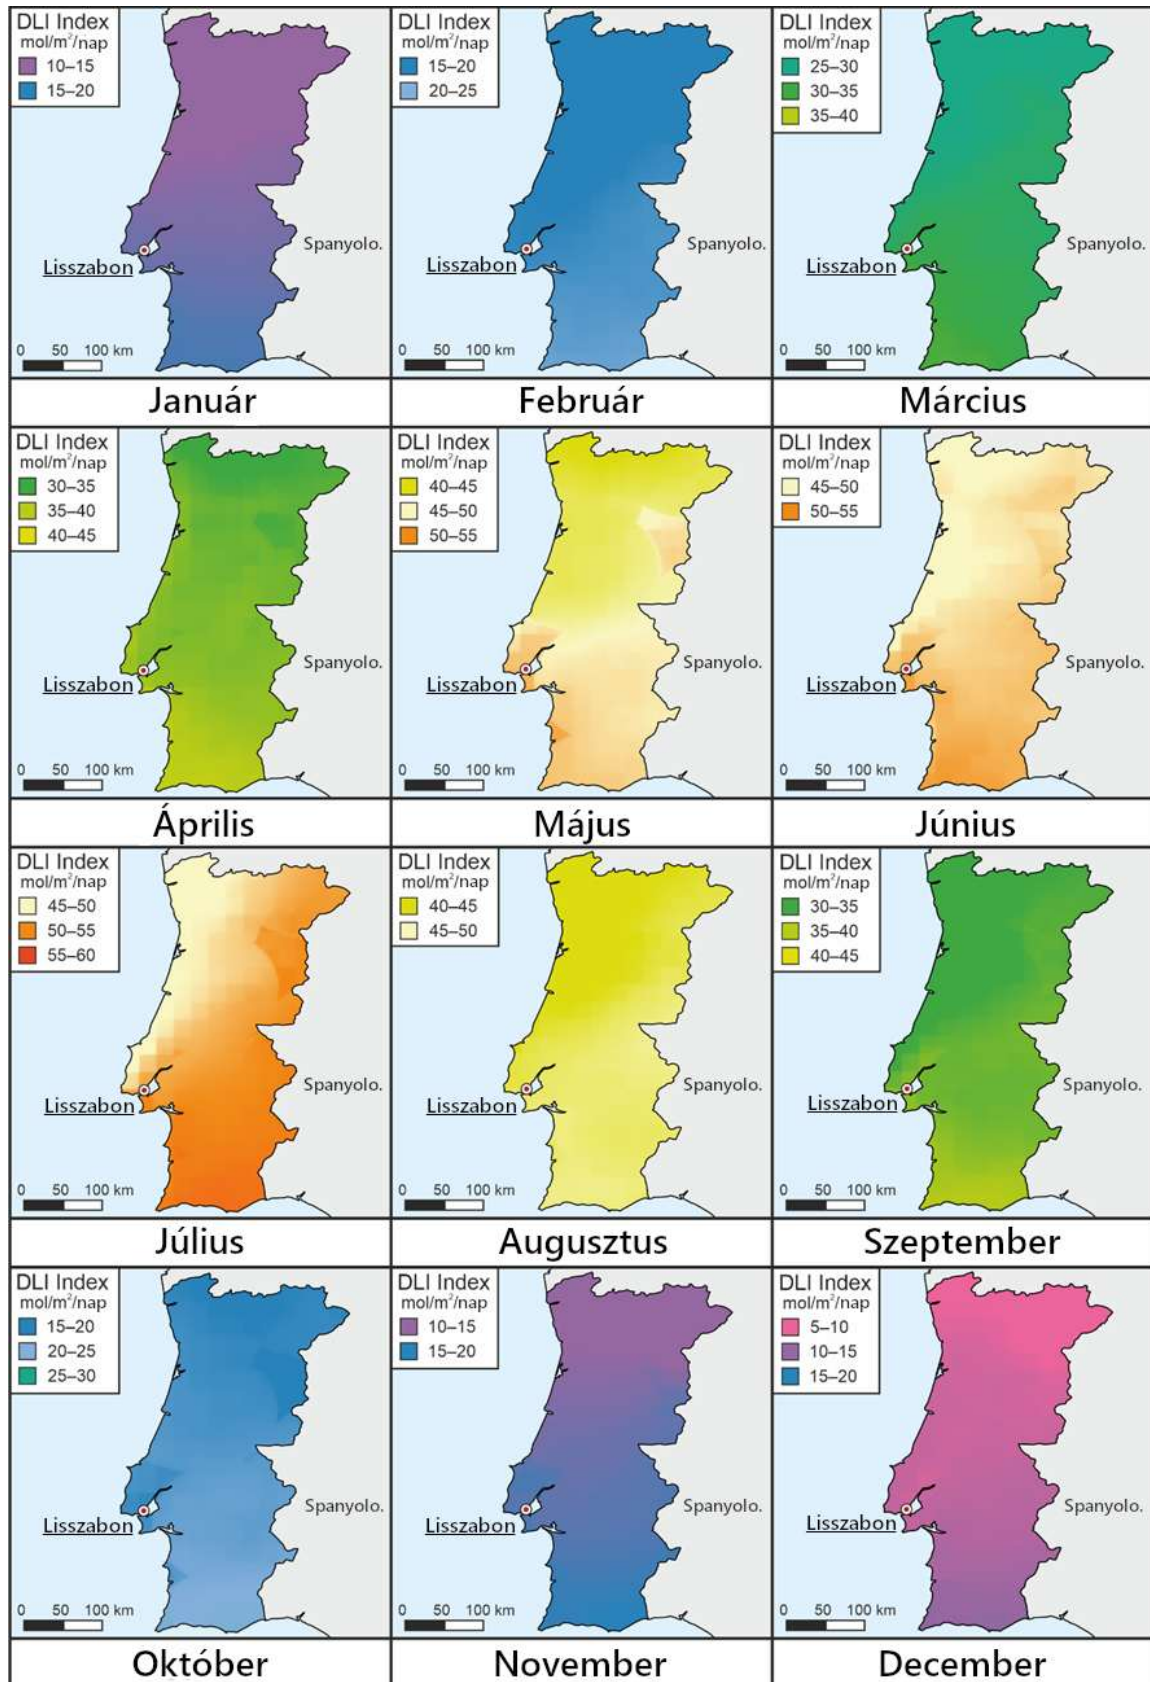 DLI Index
mol/m²/nap
10–15
15–20
Spanyolo.
Lisszabon
0 50 100 km
Január
DLI Index
mol/m²/nap
15–20
20–25
Spanyolo.
Lisszabon
0 50 100 km
Február
DLI Index
mol/m²/nap
25–30
30–35
35–40
Spanyolo.
Lisszabon
0 50 100 km
Március
DLI Index
mol/m²/nap
30–35
35–40
40–45
Spanyolo.
Lisszabon
0 50 100 km
Április
DLI Index
mol/m²/nap
40–45
45–50
50–55
Spanyolo.
Lisszabon
0 50 100 km
Május
DLI Index
mol/m²/nap
45–50
50–55
Spanyolo.
Lisszabon
0 50 100 km
Június
DLI Index
mol/m²/nap
45–50
50–55
55–60
Spanyolo.
Lisszabon
0 50 100 km
Július
DLI Index
mol/m²/nap
40–45
45–50
Spanyolo.
Lisszabon
0 50 100 km
Augusztus
DLI Index
mol/m²/nap
30–35
35–40
40–45
Spanyolo.
Lisszabon
0 50 100 km
Szeptember
DLI Index
mol/m²/nap
15–20
20–25
25–30
Spanyolo.
Lisszabon
0 50 100 km
Október
DLI Index
mol/m²/nap
10–15
15–20
Spanyolo.
Lisszabon
0 50 100 km
November
DLI Index
mol/m²/nap
5–10
10–15
15–20
Spanyolo.
Lisszabon
0 50 100 km
December